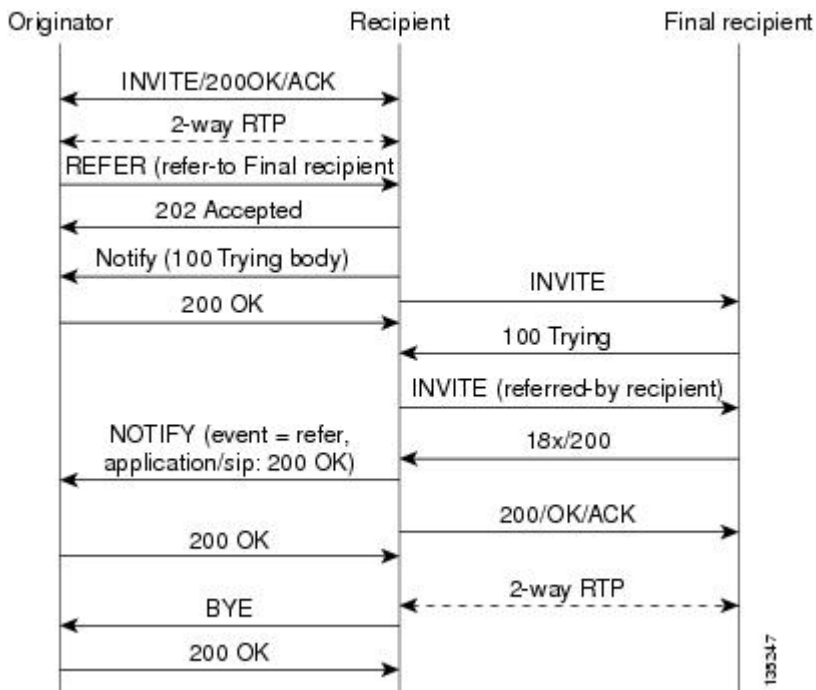 Originator Recipient Final recipient
INVITE/200OK/ACK
2-way RTP
REFER (refer-to Final recipient
202 Accepted
Notify (100 Trying body)
INVITE
200 OK
100 Trying
INVITE (referred-by recipient)
NOTIFY (event = refer,
application/sip: 200 OK)
18x/200
200/OK/ACK
200 OK
2-way RTP
BYE
200 OK
135247